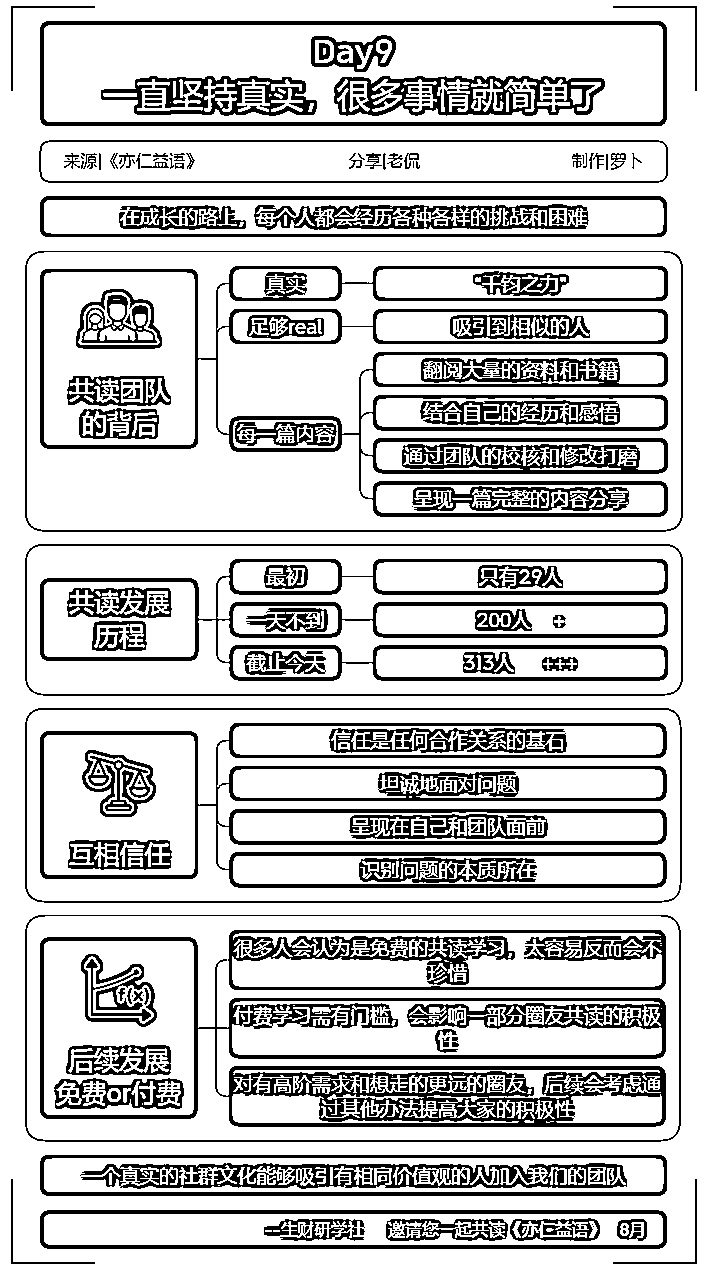 Day9
一直坚持真实，很多事情就简单了
来源|《亦仁益语》 分享|老侃 制作|罗卜
在成长的路上，每个人都会经历各种各样的挑战和困难
共读团队
的背后
真实
"千钧之力"
足够real
吸引到相似的人
每一篇内容
翻阅大量的资料和书籍
结合自己的经历和感悟
通过团队的校核和修改打磨
呈现一篇完整的内容分享
共读发展
历程
最初
只有29人
一天不到
200人 +
截止今天
313人 +++
互相信任
信任是任何合作关系的基石
坦诚地面对问题
呈现在自己和团队面前
识别问题的本质所在
f(x)
后续发展
免费or付费
很多人会认为是免费的共读学习，太容易反而会不
珍惜
付费学习需有门槛，会影响一部分圈友共读的积极
性
对有高阶需求和想走的更远的圈友，后续会考虑通
过其他办法提高大家的积极性
一个真实的社群文化能够吸引有相同价值观的人加入我们的团队
—生财研学社 邀请您一起共读《亦仁益语》 8月